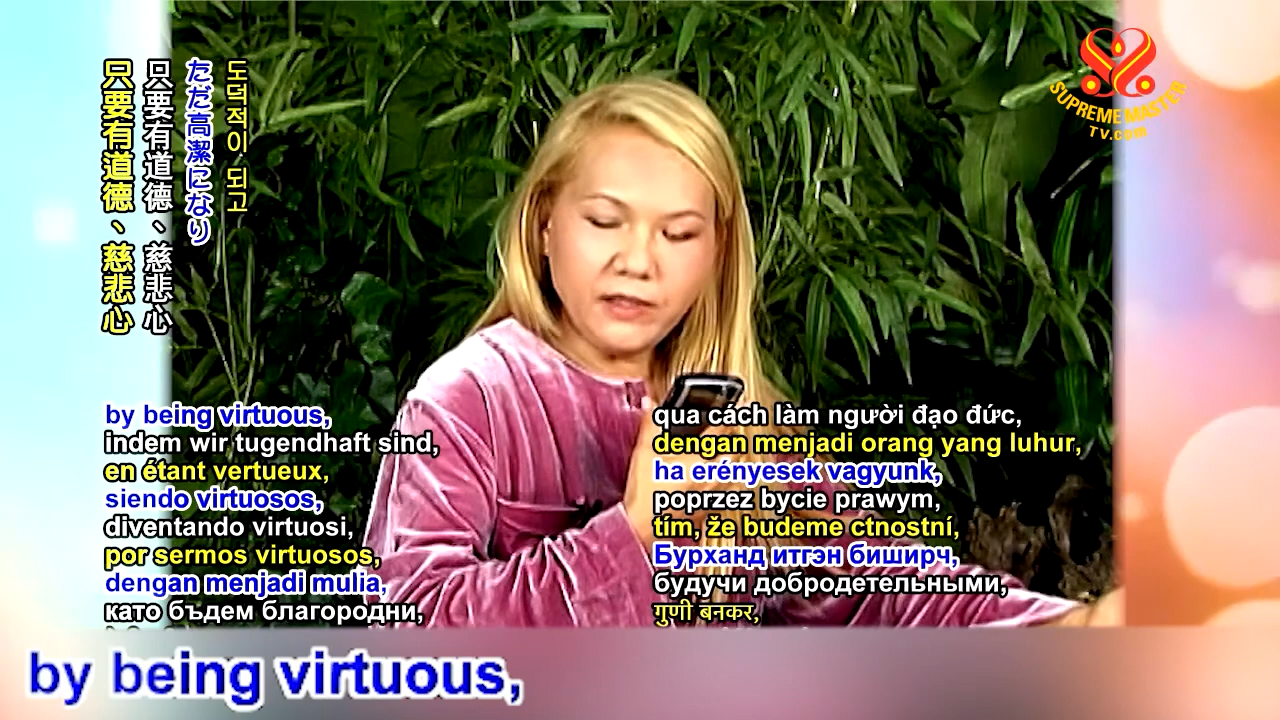 只要有道德、慈悲心
只要有道德、慈悲心
ただ高潔になり
도덕적이 되고
SUPREME MASTER
TV.com
by being virtuous,
indem wir tugendhaft sind,
en étant vertueux,
siendo virtuosos,
diventando virtuosi,
por sermos virtuosos,
dengan menjadi mulia,
като бъдем благородни,
qua cách làm người đạo đức,
dengan menjadi orang yang luhur,
ha erényesek vagyunk,
poprzez bycie prawym,
tím, že budeme ctnostní,
Бурханд итгэн биширч,
будучи добродетельными,
गुणी बनकर,
by being virtuous,